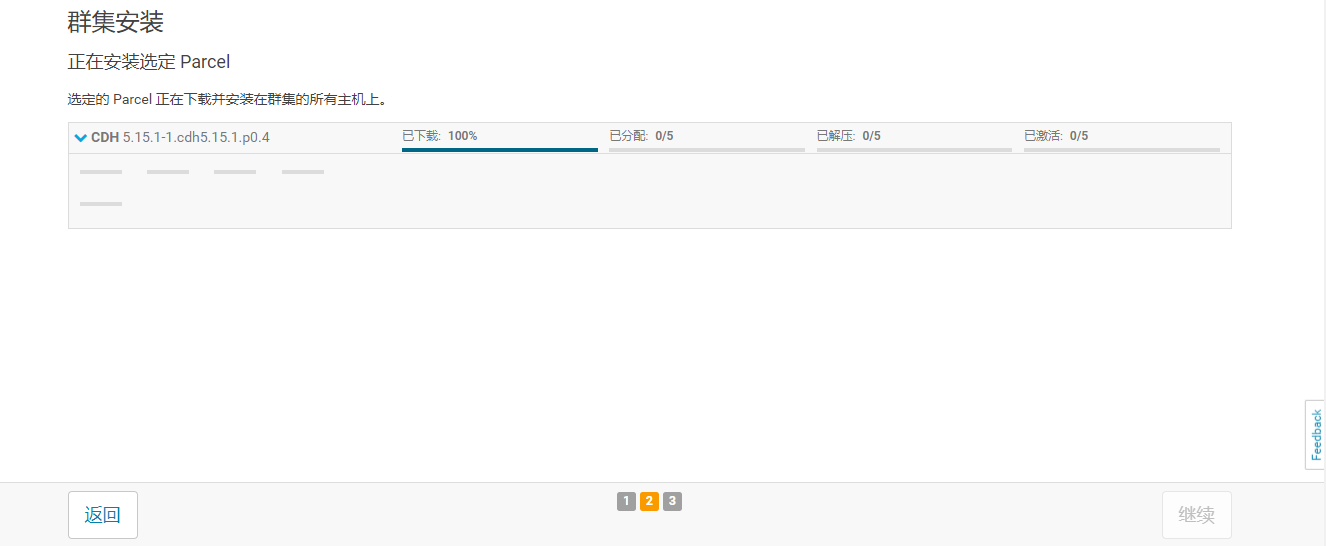 群集安装
正在安装选定 Parcel
选定的 Parcel 正在下载并安装在群集的所有主机上。
CDH 5.15.1-1.cdh5.15.1.p0.4 已下载: 100% 已分配: 0/5 已解压: 0/5 已激活: 0/5
Feedback
返回 1 2 3 继续